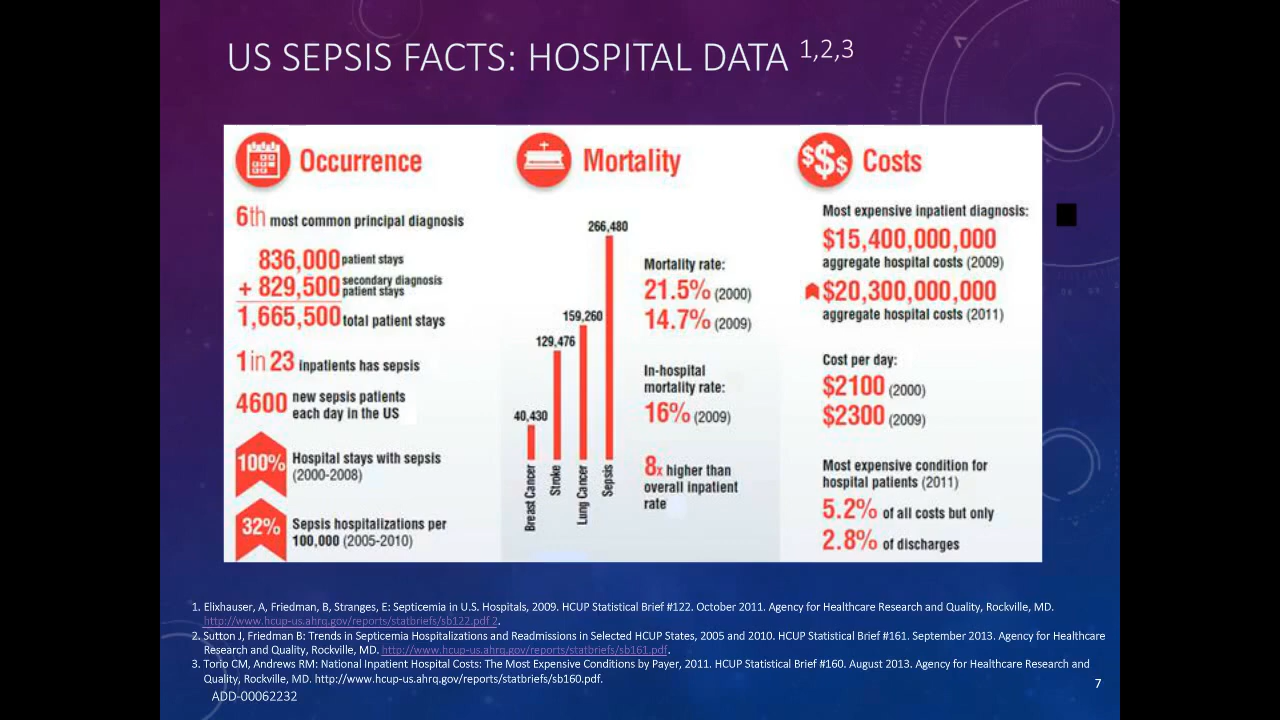 US SEPSIS FACTS: HOSPITAL DATA 1,2,3
Occurrence
6th most common principal diagnosis
836,000 patient stays
+ 829,500 secondary diagnosis patient stays
1,665,500 total patient stays
1 in 23 inpatients has sepsis
4600 new sepsis patients
each day in the US
100% Hospital stays with sepsis
(2000-2008)
32% Sepsis hospitalizations per
100,000 (2005-2010)
Mortality
266,480
159,260
129,476
40,430
Breast Cancer
Stroke
Lung Cancer
Sepsis
Mortality rate:
21.5% (2000)
14.7% (2009)
In-hospital
mortality rate:
16% (2009)
8x higher than
overall inpatient
rate
$$$ Costs
Most expensive inpatient diagnosis:
$15,400,000,000
aggregate hospital costs (2009)
$20,300,000,000
aggregate hospital costs (2011)
Cost per day:
$2100 (2000)
$2300 (2009)
Most expensive condition for
hospital patients (2011)
5.2% of all costs but only
2.8% of discharges
1. Elixhauser, A, Friedman, B, Stranges, E: Septicemia in U.S. Hospitals, 2009. HCUP Statistical Brief #122. October 2011. Agency for Healthcare Research and Quality, Rockville, MD.
http://www.hcup-us.ahrq.gov/reports/statbriefs/sb122.pdf 2.
2. Sutton J, Friedman B: Trends in Septicemia Hospitalizations and Readmissions in Selected HCUP States, 2005 and 2010. HCUP Statistical Brief #161. September 2013. Agency for Healthcare
Research and Quality, Rockville, MD. http://www.hcup-us.ahrq.gov/reports/statbriefs/sb161.pdf.
3. Torio CM, Andrews RM: National Inpatient Hospital Costs: The Most Expensive Conditions by Payer, 2011. HCUP Statistical Brief #160. August 2013. Agency for Healthcare Research and
Quality, Rockville, MD. http://www.hcup-us.ahrq.gov/reports/statbriefs/sb160.pdf.
7
ADD-00062232